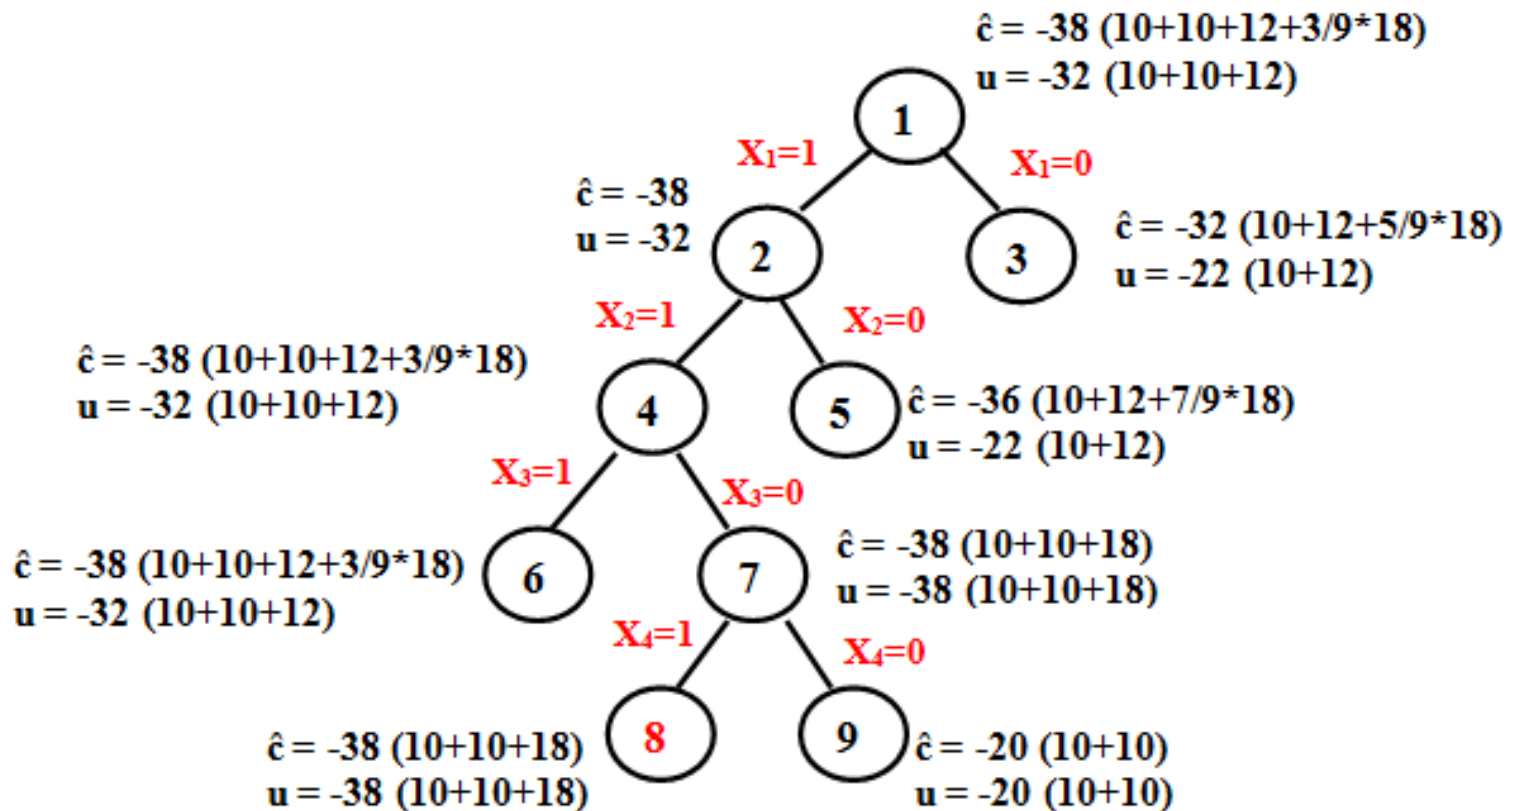 ĉ = -38 (10+10+12+3/9*18)
u = -32 (10+10+12)
1
X₁=1
X₁=0
ĉ = -38
u = -32
2
3
ĉ = -32 (10+12+5/9*18)
u = -22 (10+12)
X₂=1
X₂=0
ĉ = -38 (10+10+12+3/9*18)
u = -32 (10+10+12)
4
5
ĉ = -36 (10+12+7/9*18)
u = -22 (10+12)
X₃=1
X₃=0
ĉ = -38 (10+10+12+3/9*18)
u = -32 (10+10+12)
6
7
ĉ = -38 (10+10+18)
u = -38 (10+10+18)
X₄=1
X₄=0
ĉ = -38 (10+10+18)
u = -38 (10+10+18)
8
9
ĉ = -20 (10+10)
u = -20 (10+10)